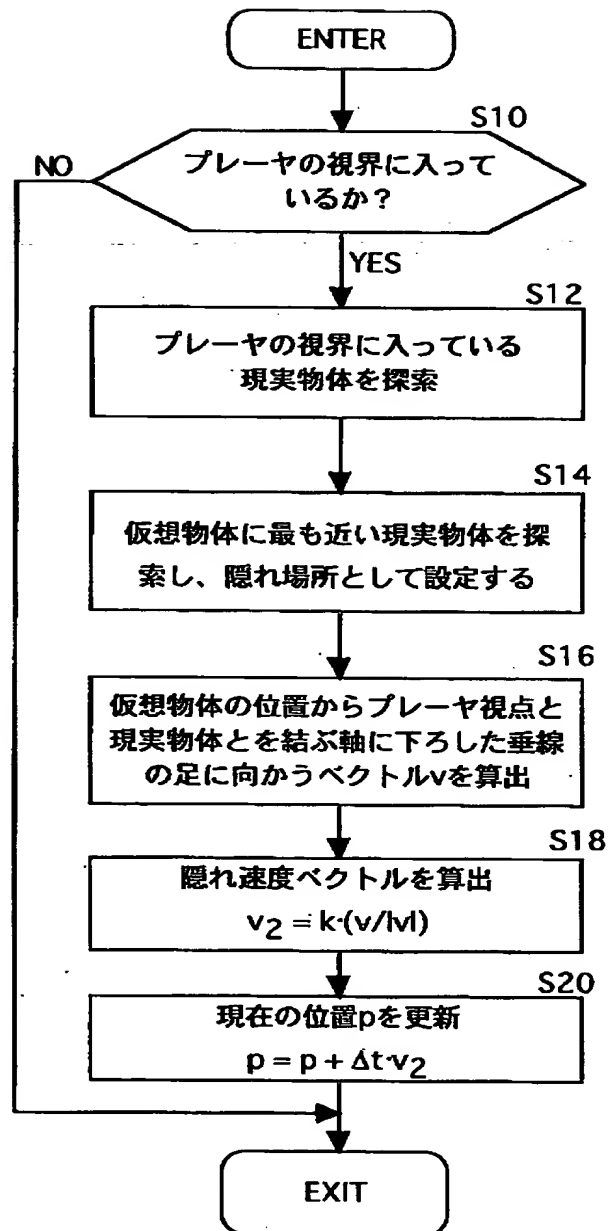 ENTER
S10
NO
プレーヤの視界に入って
いるか?
YES
S12
プレーヤの視界に入っている
現実物体を探索
S14
仮想物体に最も近い現実物体を探
索し、隠れ場所として設定する
S16
仮想物体の位置からプレーヤ視点と
現実物体とを結ぶ軸に下ろした垂線
の足に向かうベクトルvを算出
S18
隠れ速度ベクトルを算出
v2 = k·(v/|v|)
S20
現在の位置pを更新
p = p + Δt·v2
EXIT